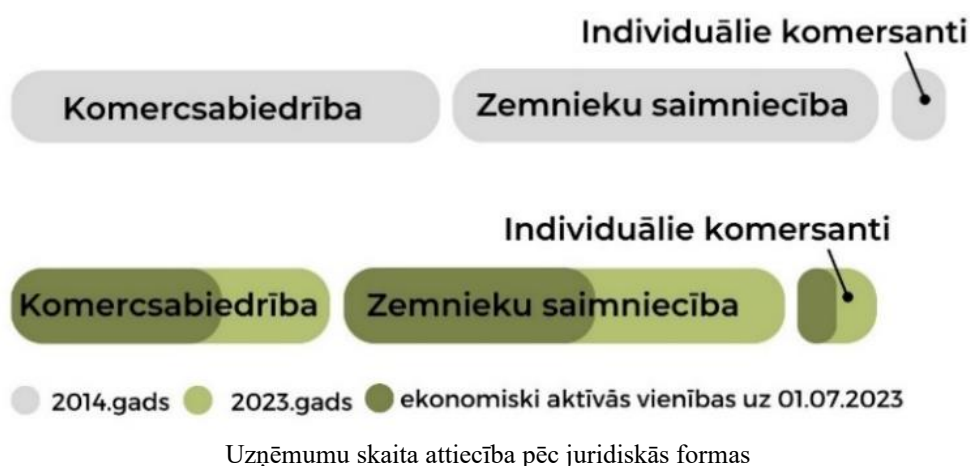 Individuālie komersanti
Komercsabiedrība Zemnieku saimniecība
Individuālie komersanti
Komercsabiedrība Zemnieku saimniecība
2014.gads 2023.gads ekonomiski aktīvās vienības uz 01.07.2023
Uzņēmumu skaita attiecība pēc juridiskās formas